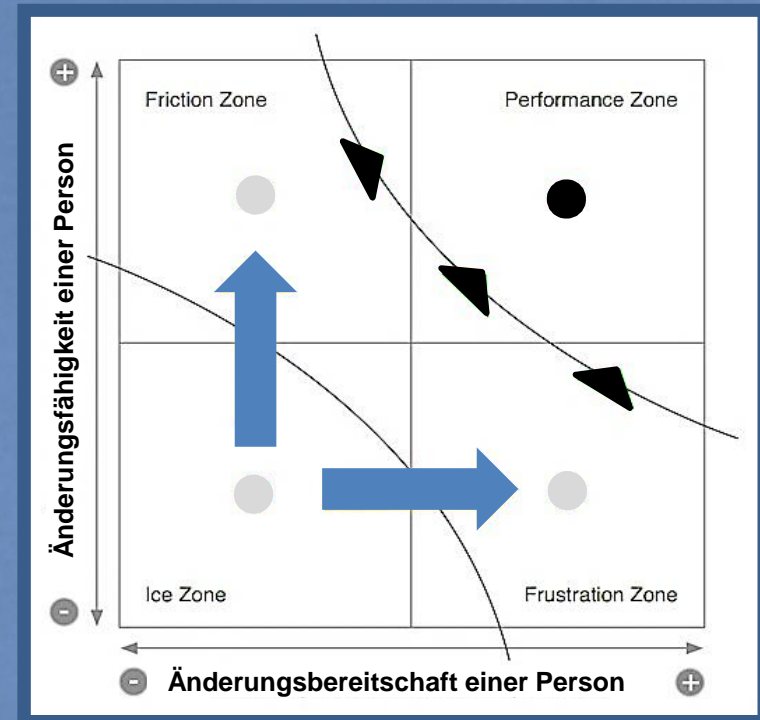 +
Friction Zone
Performance Zone
Änderungsfähigkeit einer Person
Ice Zone
Frustration Zone
-
- Änderungsbereitschaft einer Person +